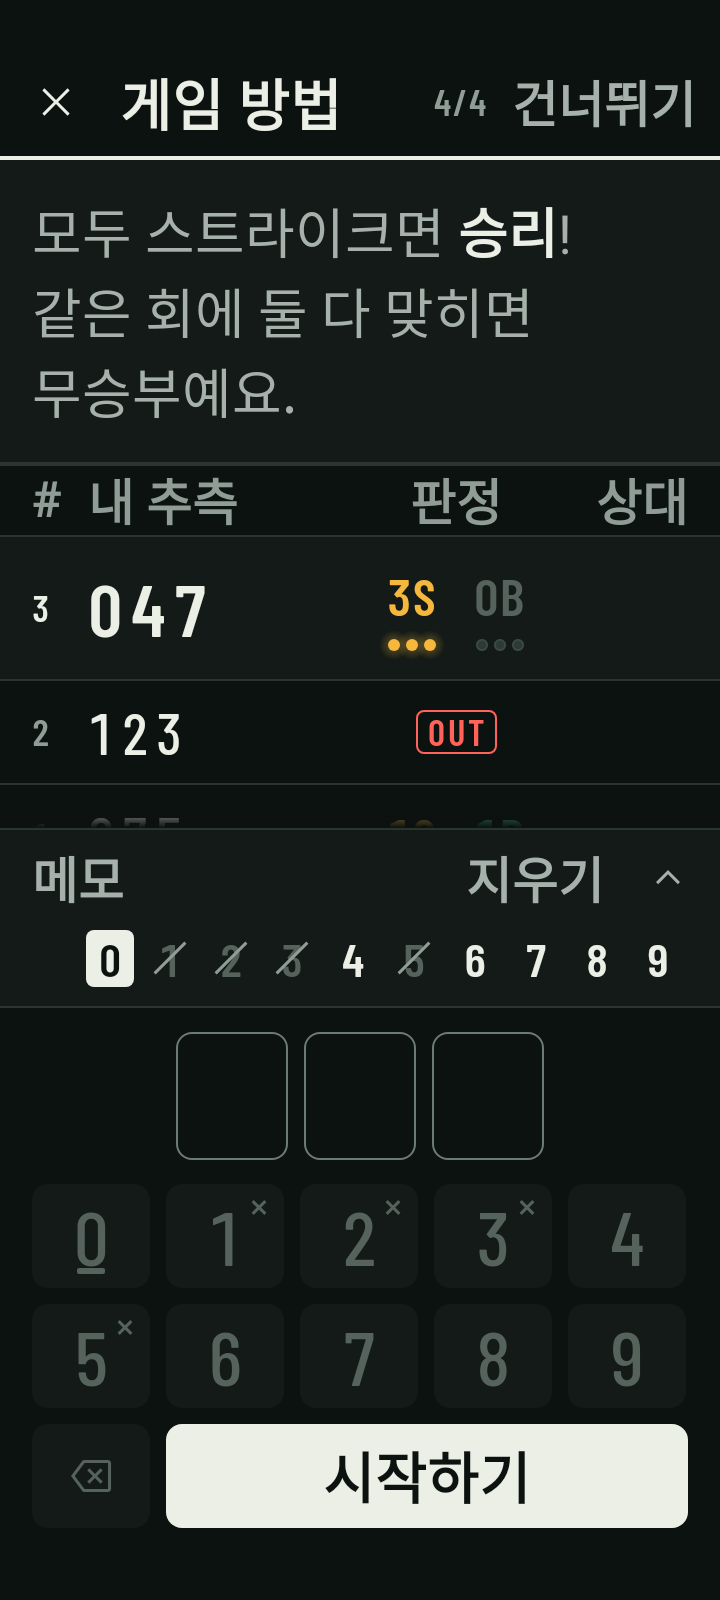 게임 방법 4/4 건너뛰기
모두 스트라이크면 승리!
같은 회에 둘 다 맞히면
무승부예요.
# 내 추측 판정 상대
3 047 3S 0B
2 123 OUT
메모 지우기
0 1 2 3 4 5 6 7 8 9
0 1 2 3 4
5 6 7 8 9
시작하기